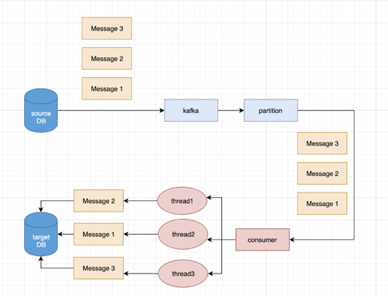 Message 3
Message 2
Message 1
source
DB
kafka
partition
Message 3
Message 2
Message 1
Message 2
thread1
target
DB
Message 1
thread2
consumer
Message 3
thread3